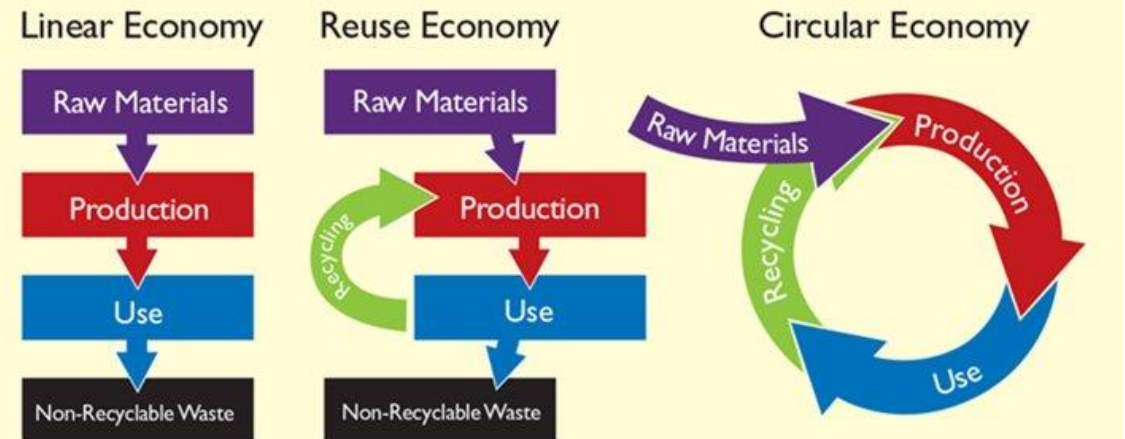 Linear Economy
Raw Materials
Production
Use
Non-Recyclable Waste
Reuse Economy
Raw Materials
Recycling
Production
Use
Non-Recyclable Waste
Circular Economy
Raw Materials
Production
Use
Recycling